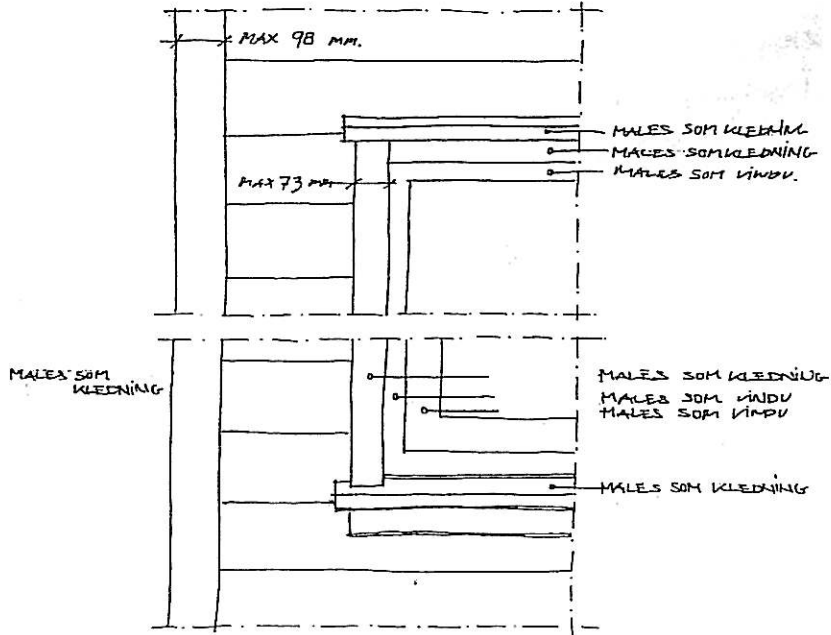 MAX 98 MM.
MALES SOM KLEDNING
MALES SOM KLEDNING
MALES SOM VINDU.
MAX 73 MM
MALES SOM
KLEDNING
MALES SOM KLEDNING
MALES SOM VINDU
MALES SOM VINDU
MALES SOM KLEDNING